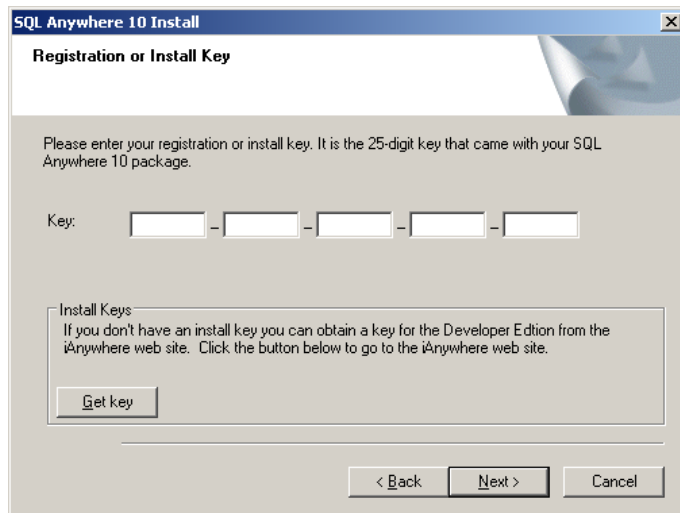 SQL Anywhere 10 Install
Registration or Install Key
Please enter your registration or install key. It is the 25-digit key that came with your SQL
Anywhere 10 package.
Key: _ _ _ _
Install Keys
If you don't have an install key you can obtain a key for the Developer Edtion from the
iAnywhere web site. Click the button below to go to the iAnywhere web site.
Get key
< Back Next > Cancel